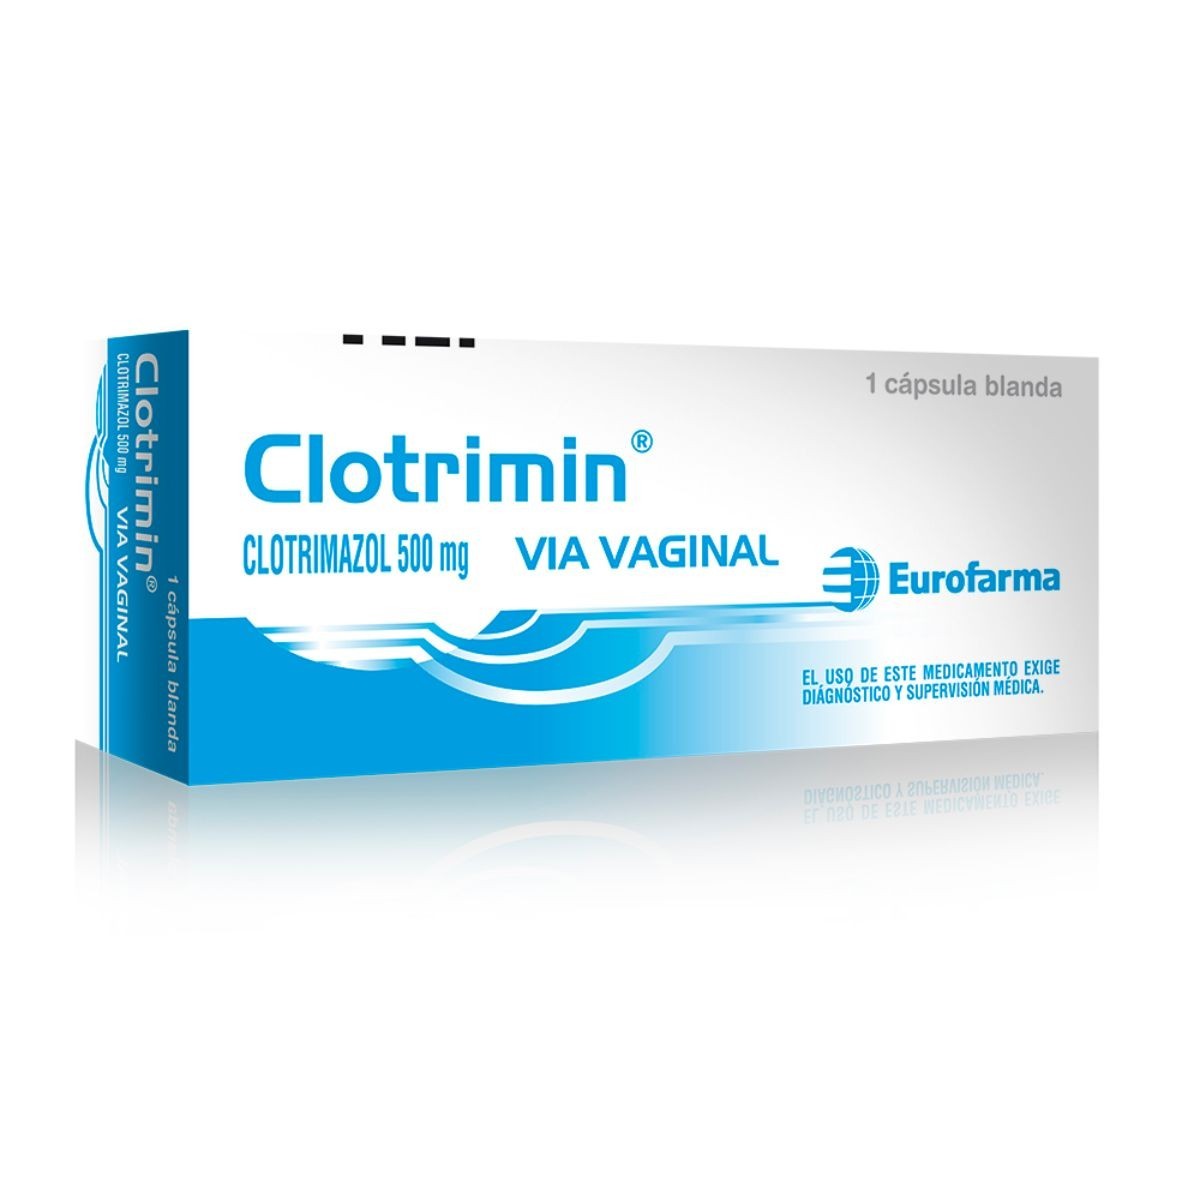 Clotrimin®
CLOTRIMAZOL 500 mg
VIA VAGINAL
1 cápsula blanda
1 cápsula blanda
Clotrimin®
CLOTRIMAZOL 500 mg VIA VAGINAL
Eurofarma
EL USO DE ESTE MEDICAMENTO EXIGE
DIÁGNÓSTICO Y SUPERVISIÓN MÉDICA.